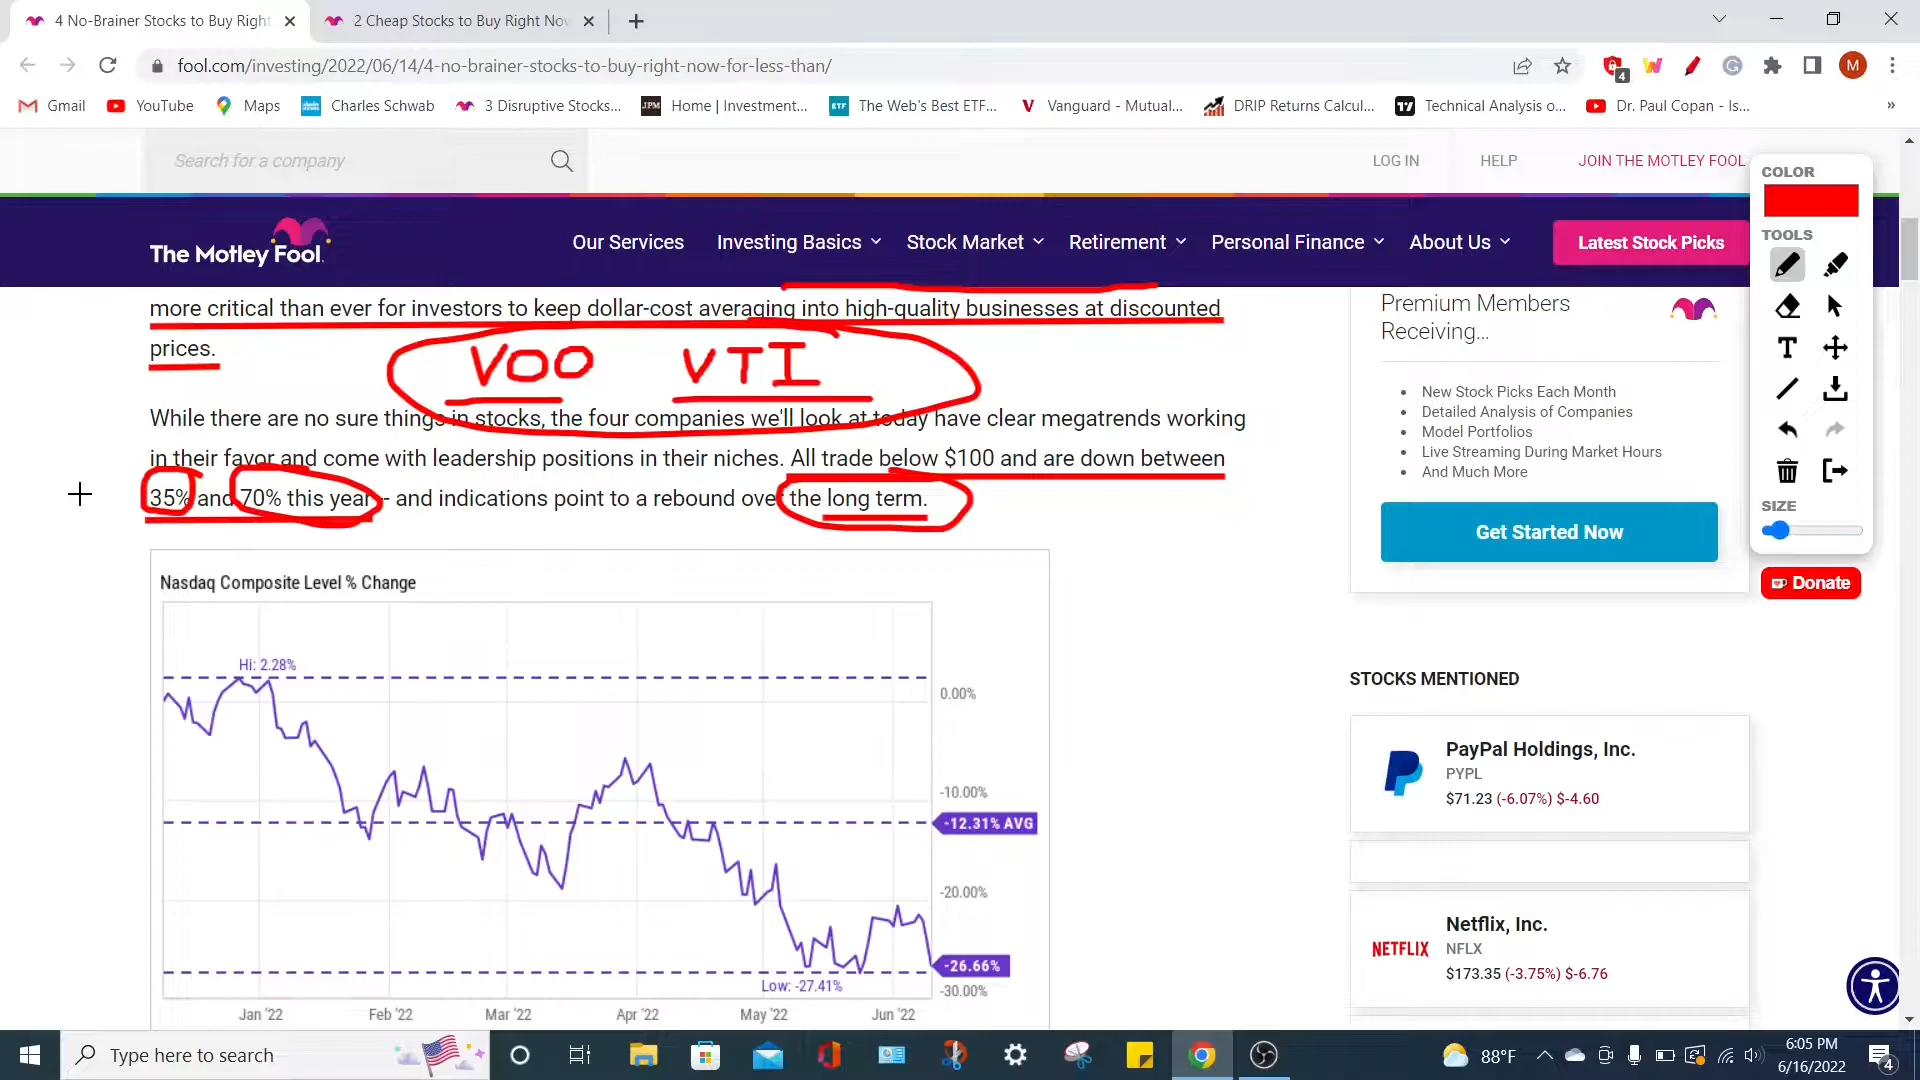 4 No-Brainer Stocks to Buy Right
2 Cheap Stocks to Buy Right Now
fool.com/investing/2022/06/14/4-no-brainer-stocks-to-buy-right-now-for-less-than/
4
M
Gmail
YouTube
Maps
Charles Schwab
3 Disruptive Stocks...
JPM
Home | Investment...
ETF
The Web's Best ETF...
V
Vanguard - Mutual...
DRIP Returns Calcul...
Technical Analysis o...
Dr. Paul Copan - Is...
»
Search for a company
LOG IN
HELP
JOIN THE MOTLEY FOOL
The Motley Fool.
Our Services
Investing Basics
Stock Market
Retirement
Personal Finance
About Us
Latest Stock Picks
more critical than ever for investors to keep dollar-cost averaging into high-quality businesses at discounted
prices.
VOO VTI
While there are no sure things in stocks, the four companies we'll look at today have clear megatrends working
in their favor and come with leadership positions in their niches. All trade below $100 and are down between
35% and 70% this year -- and indications point to a rebound over the long term.
Nasdaq Composite Level % Change
Hi: 2.28%
0.00%
-10.00%
-12.31% AVG
-20.00%
-26.66%
Low: -27.41%
-30.00%
Jan '22
Feb '22
Mar '22
Apr '22
May '22
Jun '22
Premium Members
Receiving...
New Stock Picks Each Month
Detailed Analysis of Companies
Model Portfolios
Live Streaming During Market Hours
And Much More
Get Started Now
STOCKS MENTIONED
PayPal Holdings, Inc.
PYPL
$71.23 (-6.07%) $-4.60
NETFLIX
Netflix, Inc.
NFLX
$173.35 (-3.75%) $-6.76
COLOR
TOOLS
T
SIZE
Donate
Type here to search
88°F
6:05 PM
6/16/2022
4